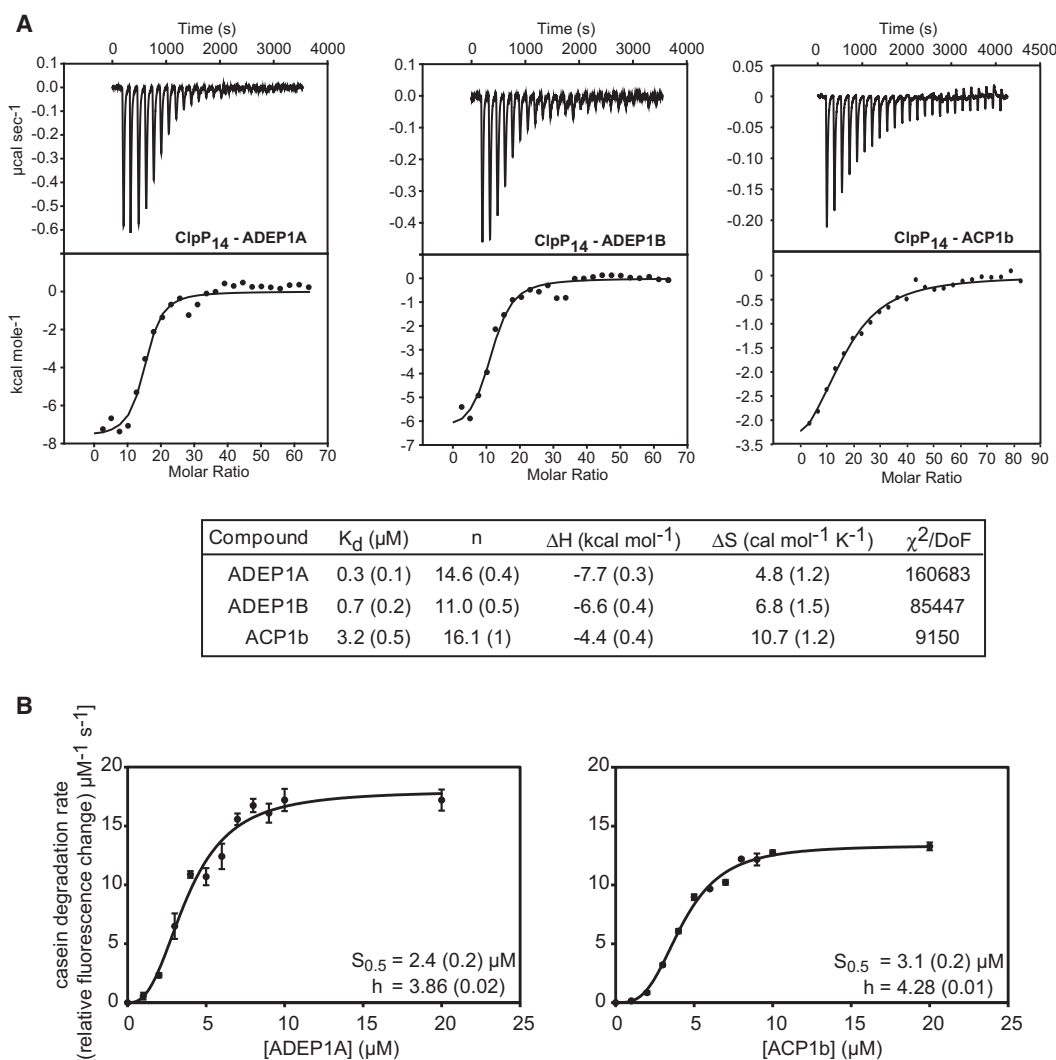 A
Time (s)
0 1000 2000 3000 4000
0.1
0.0
-0.1
-0.2
-0.3
-0.4
-0.5
-0.6
µcal sec-1
ClpP14 - ADEP1A
0
-2
-4
-6
-8
kcal mole-1
0 10 20 30 40 50 60 70
Molar Ratio
Time (s)
0 1000 2000 3000 4000
0.1
0.0
-0.1
-0.2
-0.3
-0.4
ClpP14 - ADEP1B
0
-1
-2
-3
-4
-5
-6
-7
0 10 20 30 40 50 60 70
Molar Ratio
Time (s)
0 1000 2000 3000 4000 4500
0.05
0
-0.05
-0.10
-0.15
-0.20
ClpP14 - ACP1b
0
-0.5
-1.0
-1.5
-2.0
-2.5
-3.5
0 10 20 30 40 50 60 70 80 90
Molar Ratio
Compound Kd (µM) n ΔH (kcal mol-1) ΔS (cal mol-1 K-1) χ2/DoF
ADEP1A 0.3 (0.1) 14.6 (0.4) -7.7 (0.3) 4.8 (1.2) 160683
ADEP1B 0.7 (0.2) 11.0 (0.5) -6.6 (0.4) 6.8 (1.5) 85447
ACP1b 3.2 (0.5) 16.1 (1) -4.4 (0.4) 10.7 (1.2) 9150
B
casein degradation rate
(relative fluorescence change) µM-1 s-1]
20
15
10
5
0
S0.5 = 2.4 (0.2) µM
h = 3.86 (0.02)
0 5 10 15 20 25
[ADEP1A] (µM)
20
15
10
5
0
S0.5 = 3.1 (0.2) µM
h = 4.28 (0.01)
0 5 10 15 20 25
[ACP1b] (µM)